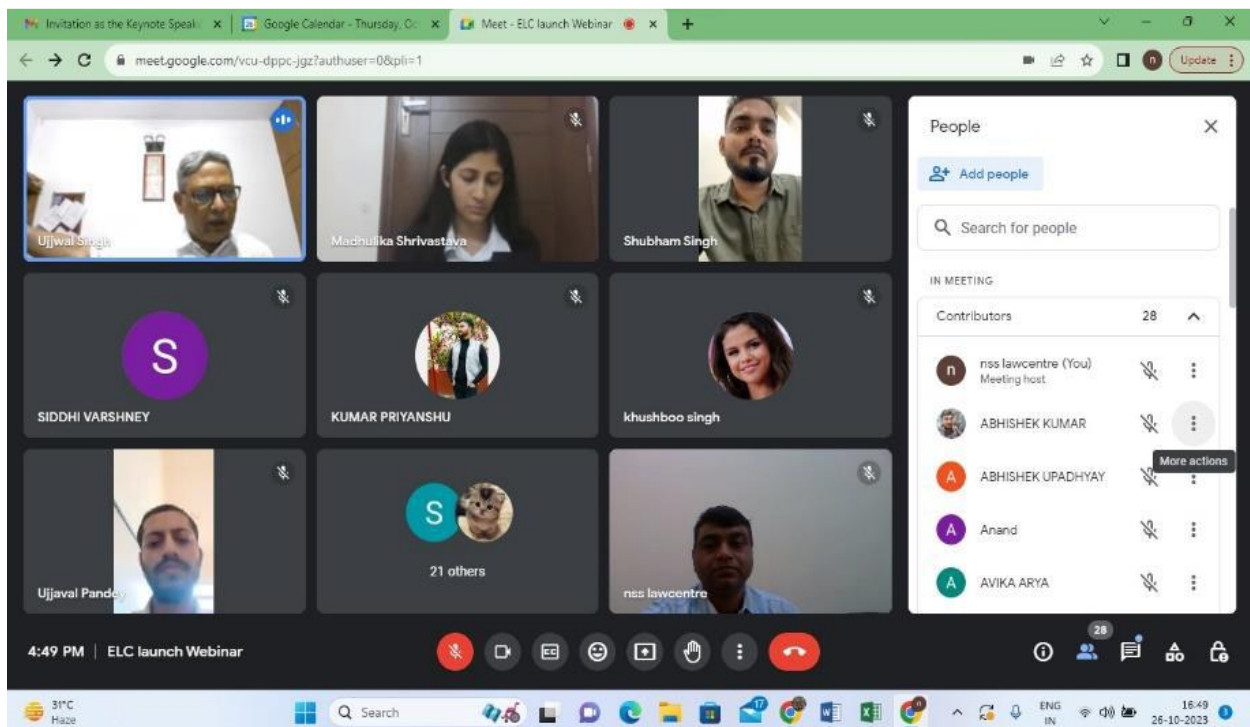 Invitation as the Keynote Speak
Google Calendar - Thursday, Oc
Meet - ELC launch Webinar
meet.google.com/vcu-dppc-jgz?authuser=0&pli=1
n
Update
Ujjwal Singh
Madhulika Shrivastava
Shubham Singh
S
SIDDHI VARSHNEY
KUMAR PRIYANSHU
khushboo singh
Ujjaval Pandey
S
21 others
nss lawcentre
People
Add people
Search for people
IN MEETING
Contributors 28
n
nss lawcentre (You)
Meeting host
ABHISHEK KUMAR
More actions
A ABHISHEK UPADHYAY
A Anand
A AVIKA ARYA
4:49 PM | ELC launch Webinar
CC
28
31°C
Haze
Search
17
ENG
IN
16:49
26-10-2023
1